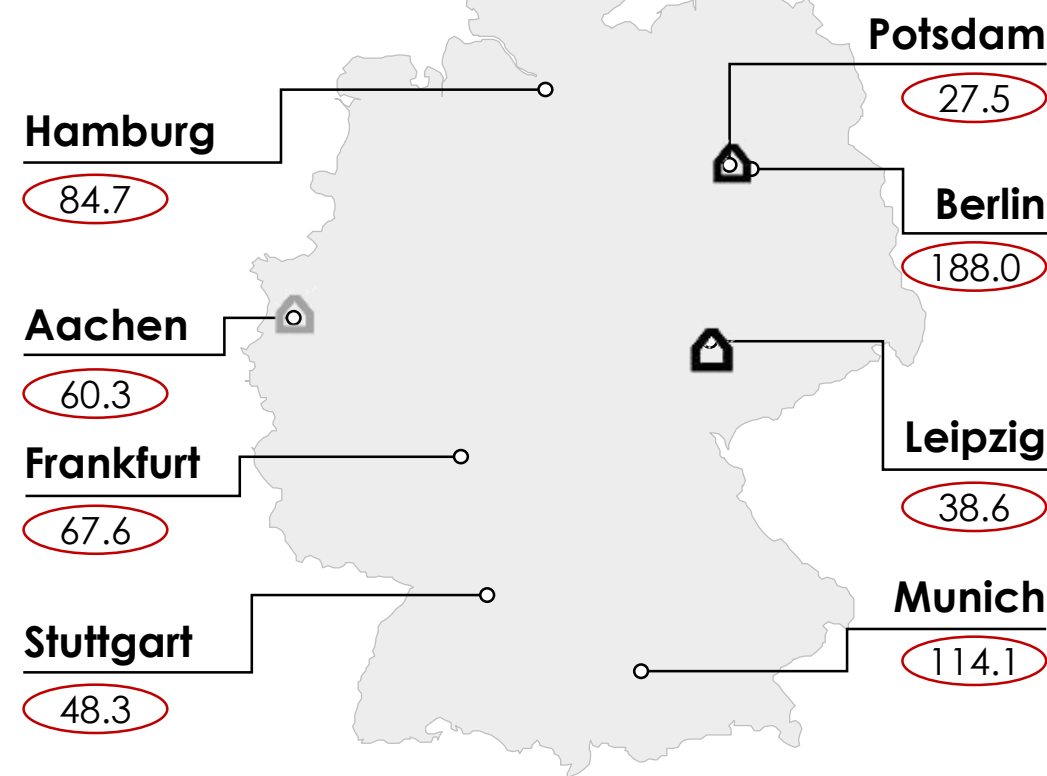 Hamburg
84.7
Aachen
60.3
Frankfurt
67.6
Stuttgart
48.3
Potsdam
27.5
Berlin
188.0
Leipzig
38.6
Munich
114.1